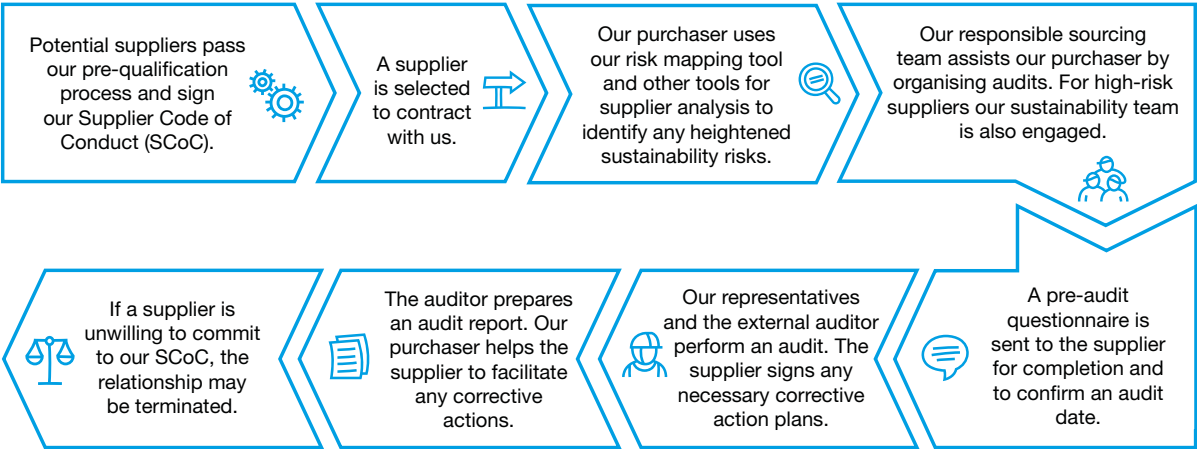 Potential suppliers pass
our pre-qualification
process and sign
our Supplier Code of
Conduct (SCoC).
A supplier
is selected
to contract
with us.
Our purchaser uses
our risk mapping tool
and other tools for
supplier analysis to
identify any heightened
sustainability risks.
Our responsible sourcing
team assists our purchaser by
organising audits. For high-risk
suppliers our sustainability team
is also engaged.
A pre-audit
questionnaire is
sent to the supplier
for completion and
to confirm an audit
date.
Our representatives
and the external auditor
perform an audit. The
supplier signs any
necessary corrective
action plans.
The auditor prepares
an audit report. Our
purchaser helps the
supplier to facilitate
any corrective
actions.
If a supplier is
unwilling to commit
to our SCoC, the
relationship may
be terminated.